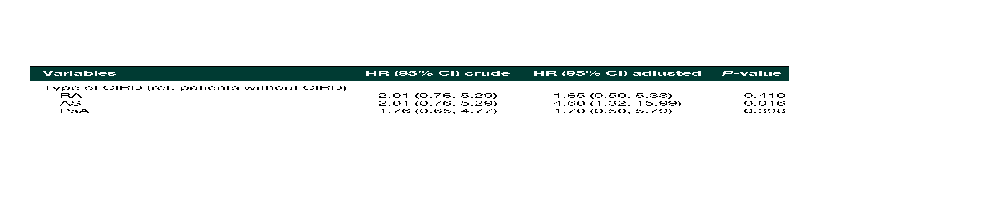 Variables HR (95% CI) crude HR (95% CI) adjusted P-value
Type of CIRD (ref. patients without CIRD)
RA 2.01 (0.76, 5.29) 1.65 (0.50, 5.38) 0.410
AS 2.01 (0.76, 5.29) 4.60 (1.32, 15.99) 0.016
PsA 1.76 (0.65, 4.77) 1.70 (0.50, 5.79) 0.398